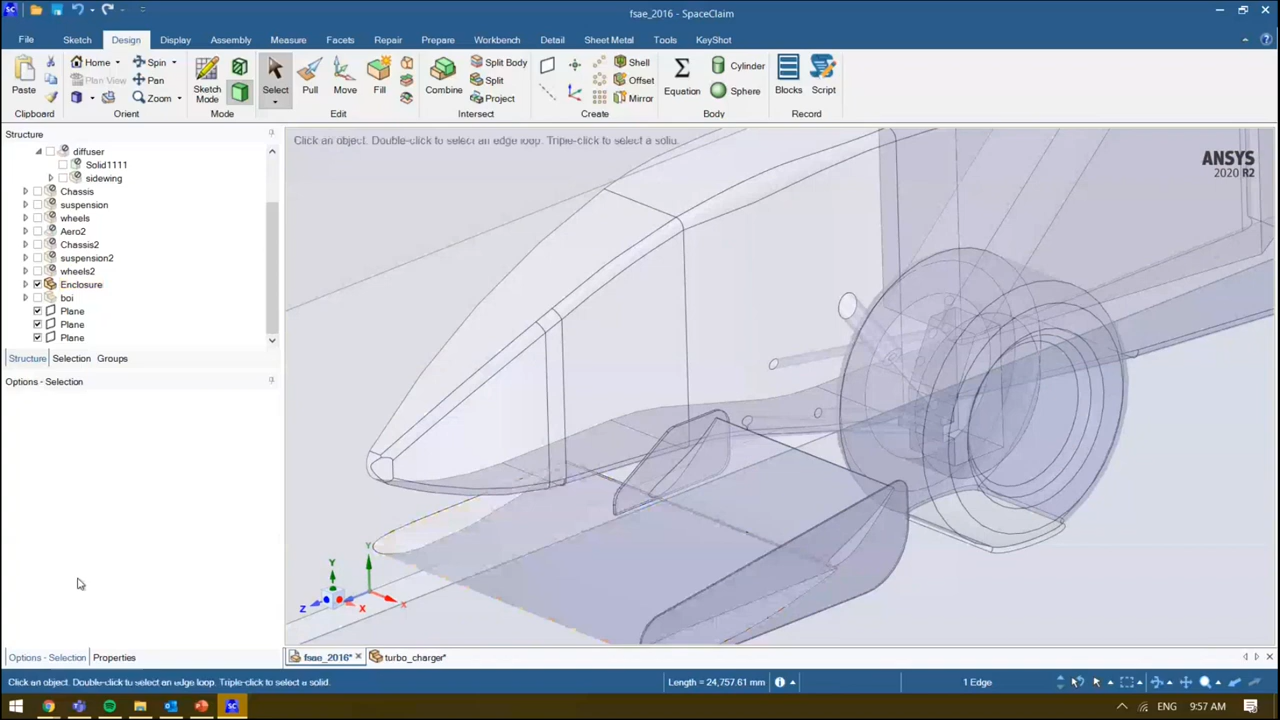 fsae_2016 - SpaceClaim
File Sketch Design Display Assembly Measure Facets Repair Prepare Workbench Detail Sheet Metal Tools KeyShot
Home Spin Split Body Shell Cylinder
Plan View Pan Split Offset Sphere
Zoom Project Mirror
Paste Sketch Mode Select Pull Move Fill Combine Equation Blocks Script
Clipboard Orient Mode Edit Intersect Create Body Record
Structure
Click an object. Double-click to select an edge loop. Triple-click to select a solid.
diffuser
Solid1111
sidewing
Chassis
suspension
wheels
Aero2
Chassis2
suspension2
wheels2
Enclosure
boi
Plane
Plane
Plane
Structure Selection Groups
Options - Selection
ANSYS
2020 R2
Y
Y
Z X
X
Options - Selection Properties
fsae_2016* turbo_charger*
Click an object. Double-click to select an edge loop. Triple-click to select a solid. Length = 24,757.61 mm 1 Edge
ENG 9:57 AM